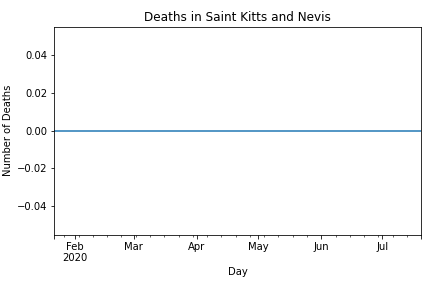 Deaths in Saint Kitts and Nevis
Number of Deaths
0.04
0.02
0.00
−0.02
−0.04
Feb Mar Apr May Jun Jul
2020
Day